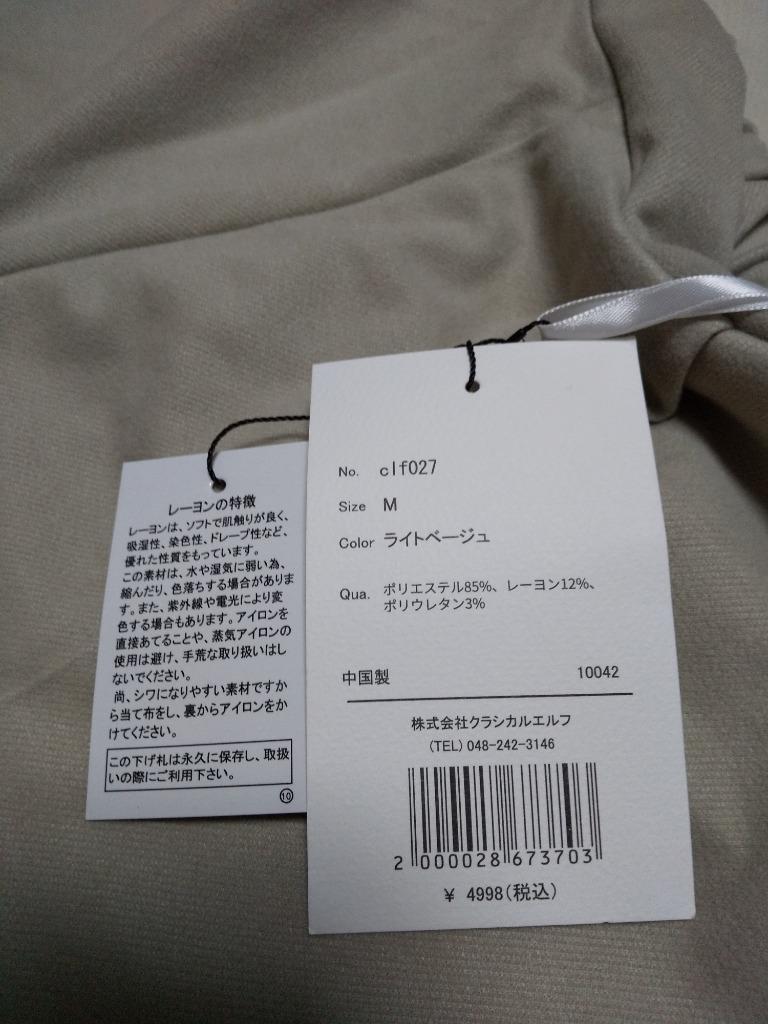 レーヨンの特徴
レーヨンは、ソフトで肌触りが良く、
吸湿性、染色性、ドレープ性など、
優れた性質をもっています。
この素材は、水や湿気に弱い為、
縮んだり、色落ちする場合がありま
す。また、紫外線や電光により変
色する場合もあります。アイロンを
直接あてることや、蒸気アイロンの
使用は避け、手荒な取り扱いはし
ないでください。
尚、シワになりやすい素材ですか
ら当て布をし、裏からアイロンをか
けてください。
この下げ札は永久に保存し、取扱
いの際にご利用下さい。
⑩
No. clf027
Size M
Color ライトベージュ
Qua. ポリエステル85%、レーヨン12%、
ポリウレタン3%
中国製 10042
株式会社クラシカルエルフ
(TEL) 048-242-3146
2 000028 673703
¥ 4998(税込)